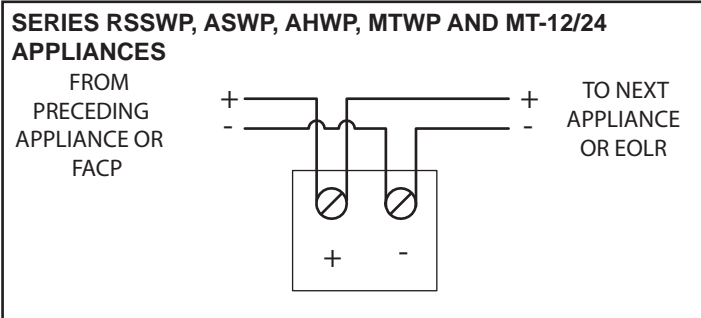 SERIES RSSWP, ASWP, AHWP, MTWP AND MT-12/24
APPLIANCES
FROM
PRECEDING
APPLIANCE OR
FACP
+
-
+
-
TO NEXT
APPLIANCE
OR EOLR
+
-